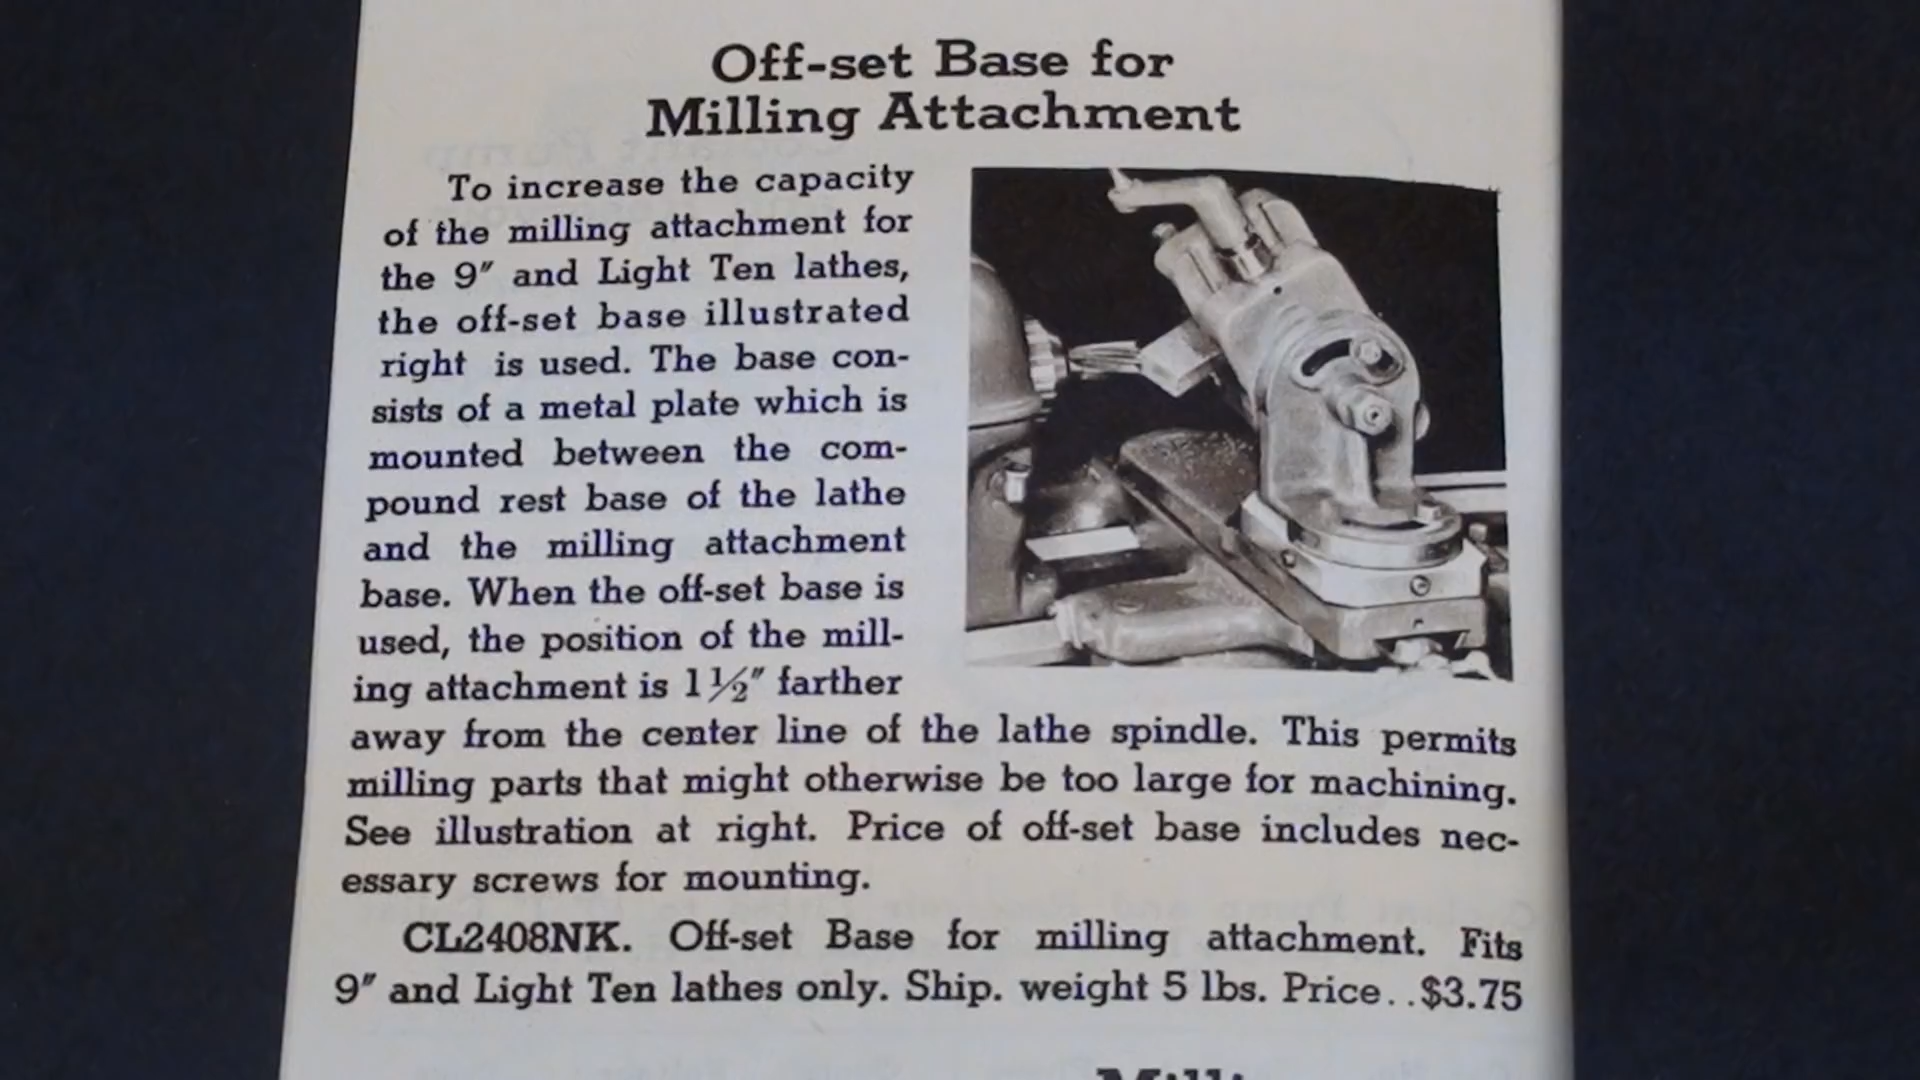 Off-set Base for
Milling Attachment
To increase the capacity
of the milling attachment for
the 9″ and Light Ten lathes,
the off-set base illustrated
right is used. The base con-
sists of a metal plate which is
mounted between the com-
pound rest base of the lathe
and the milling attachment
base. When the off-set base is
used, the position of the mill-
ing attachment is 1½″ farther
away from the center line of the lathe spindle. This permits
milling parts that might otherwise be too large for machining.
See illustration at right. Price of off-set base includes nec-
essary screws for mounting.
CL2408NK. Off-set Base for milling attachment. Fits
9″ and Light Ten lathes only. Ship. weight 5 lbs. Price..$3.75